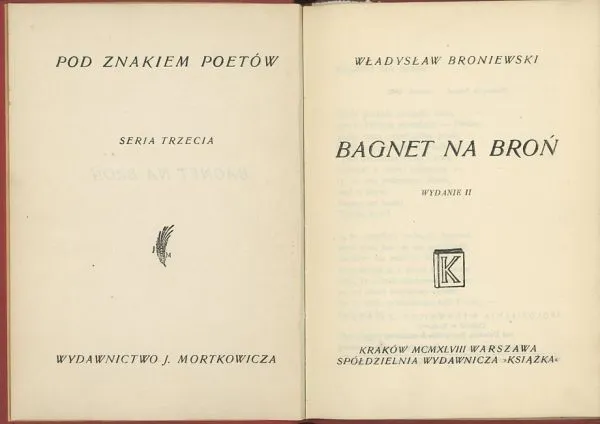 POD ZNAKIEM POETÓW
SERIA TRZECIA
J M
WYDAWNICTWO J. MORTKOWICZA
WŁADYSŁAW BRONIEWSKI
BAGNET NA BROŃ
WYDANIE II
K
KRAKÓW MCMXLVIII WARSZAWA
SPÓŁDZIELNIA WYDAWNICZA »KSIĄŻKA«